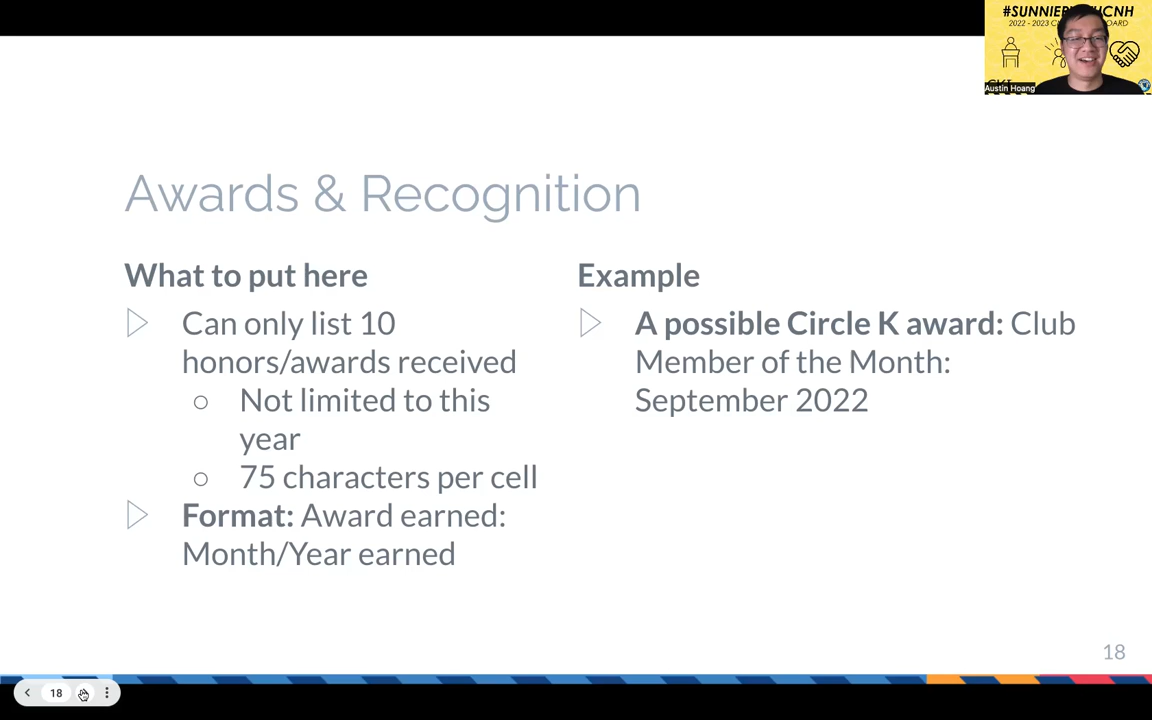 2022 - 2023
Austin Hoang
Awards & Recognition
What to put here
Can only list 10
honors/awards received
Not limited to this
year
75 characters per cell
Format: Award earned:
Month/Year earned
Example
A possible Circle K award: Club
Member of the Month:
September 2022
18
18